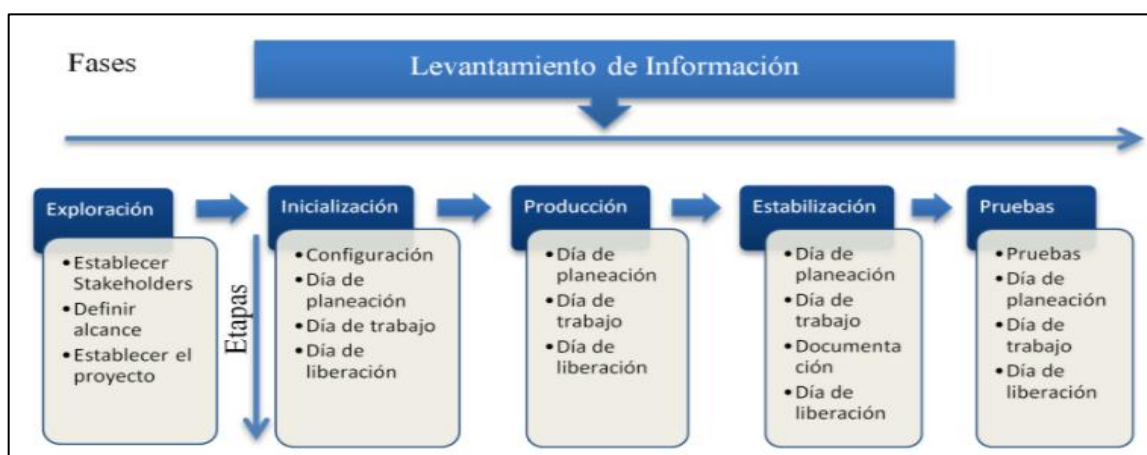 Fases
Levantamiento de Información
Exploración
•Establecer
Stakeholders
•Definir
alcance
•Establecer el
proyecto
Etapas
Inicialización
•Configuración
•Día de
planeación
•Día de trabajo
•Día de
liberación
Producción
•Día de
planeación
•Día de
trabajo
•Día de
liberación
Estabilización
•Día de
planeación
•Día de
trabajo
•Documenta
ción
•Día de
liberación
Pruebas
•Pruebas
•Día de
planeación
•Día de
trabajo
•Día de
liberación